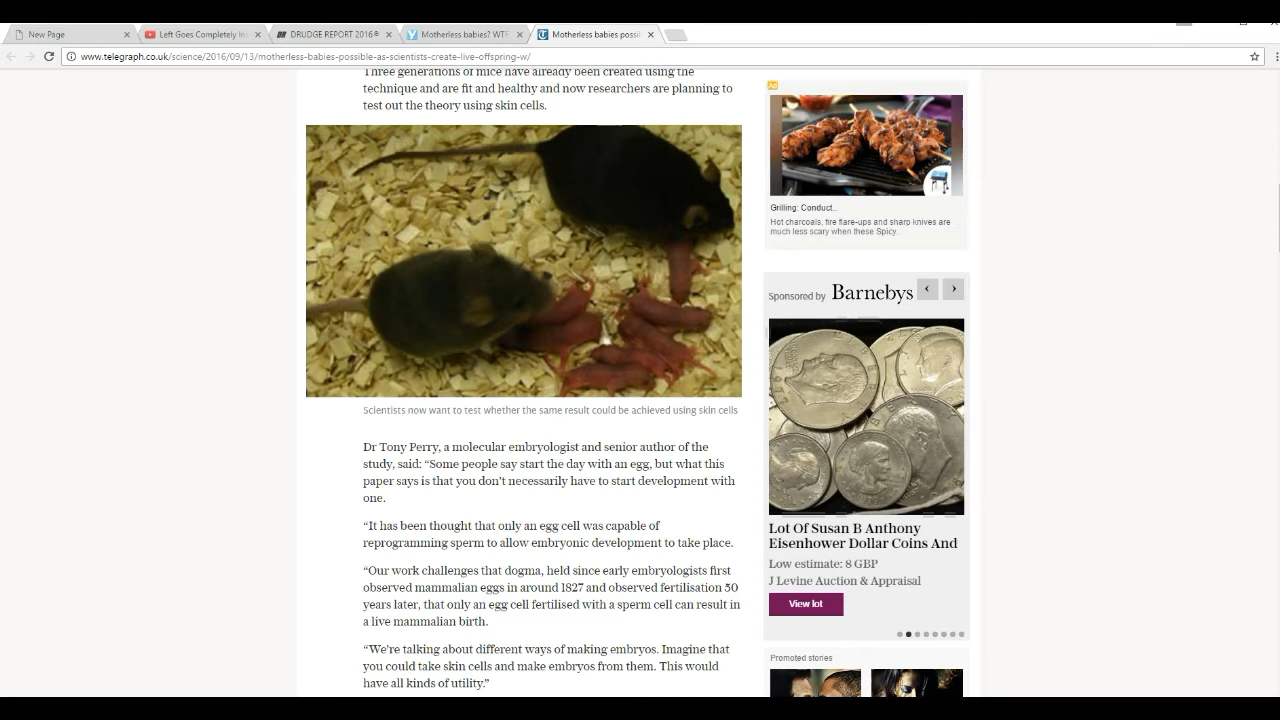 New Page
Left Goes Completely In
DRUDGE REPORT 2016®
Motherless babies? WTF
Motherless babies possi
www.telegraph.co.uk/science/2016/09/13/motherless-babies-possible-as-scientists-create-live-offspring-w/
Three generations of mice have already been created using the
technique and are fit and healthy and now researchers are planning to
test out the theory using skin cells.
Scientists now want to test whether the same result could be achieved using skin cells
Dr Tony Perry, a molecular embryologist and senior author of the
study, said: “Some people say start the day with an egg, but what this
paper says is that you don’t necessarily have to start development with
one.
“It has been thought that only an egg cell was capable of
reprogramming sperm to allow embryonic development to take place.
“Our work challenges that dogma, held since early embryologists first
observed mammalian eggs in around 1827 and observed fertilisation 50
years later, that only an egg cell fertilised with a sperm cell can result in
a live mammalian birth.
“We’re talking about different ways of making embryos. Imagine that
you could take skin cells and make embryos from them. This would
have all kinds of utility.”
Ad
Grilling: Conduct...
Hot charcoals, fire flare-ups and sharp knives are
much less scary when these Spicy...
Sponsored by Barnebys
Lot Of Susan B Anthony
Eisenhower Dollar Coins And
Low estimate: 8 GBP
J Levine Auction & Appraisal
View lot
Promoted stories